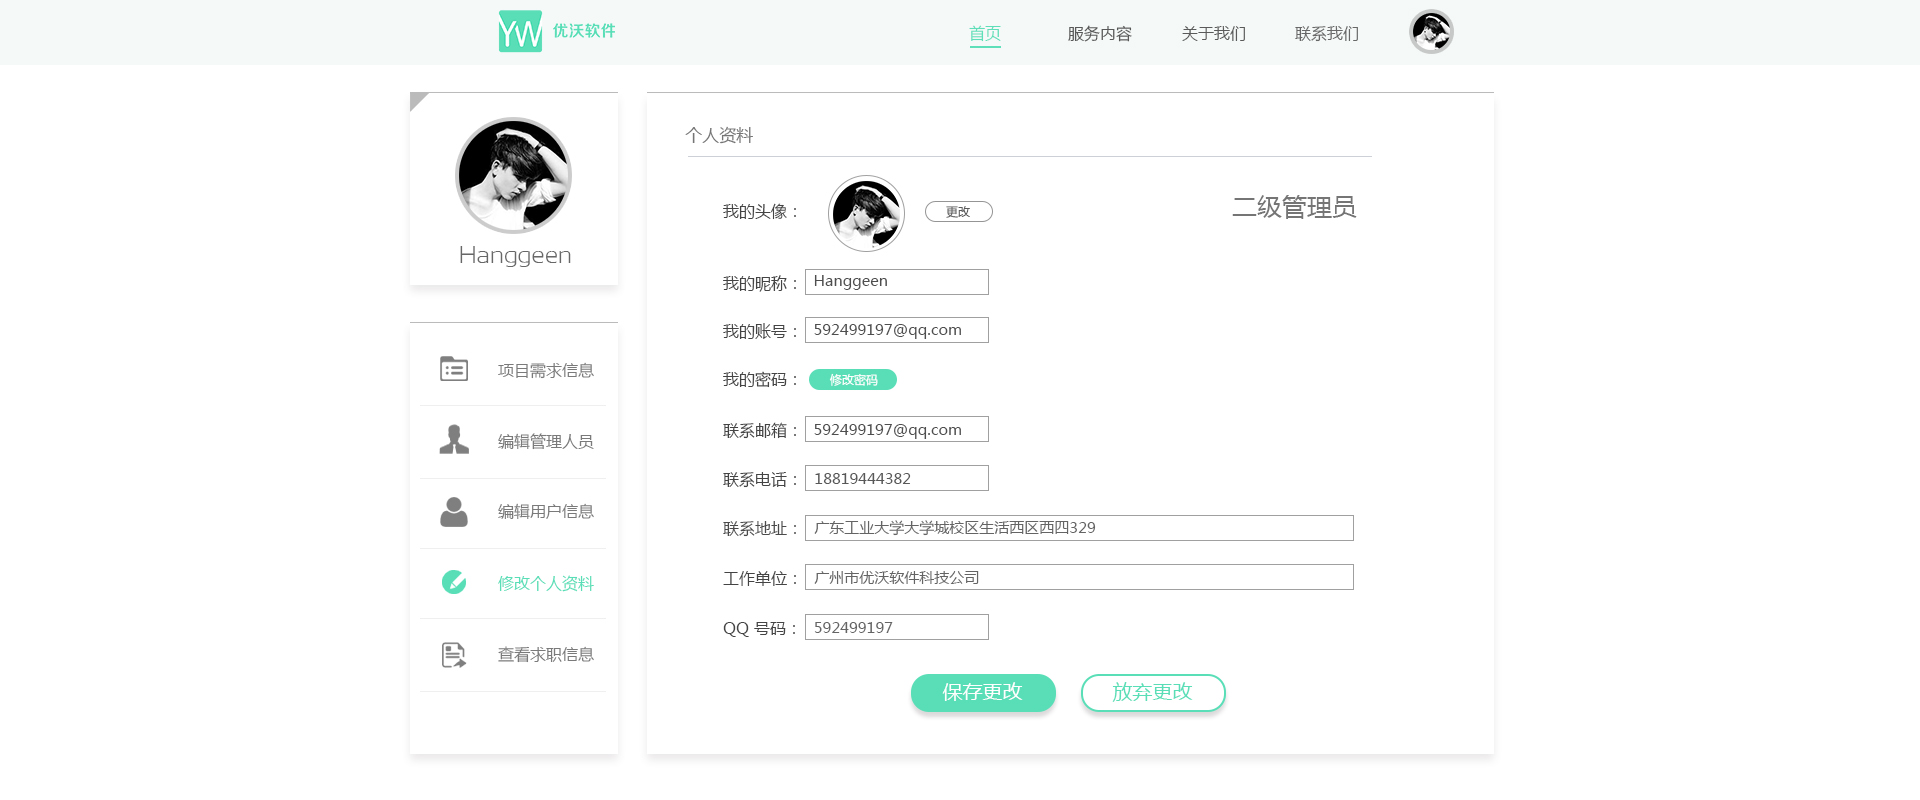 YW 优沃软件
首页 服务内容 关于我们 联系我们
Hanggeen
项目需求信息
编辑管理人员
编辑用户信息
修改个人资料
查看求职信息
个人资料
我的头像： 更改 二级管理员
我的昵称： Hanggeen
我的账号： 592499197@qq.com
我的密码： 修改密码
联系邮箱： 592499197@qq.com
联系电话： 18819444382
联系地址： 广东工业大学大学城校区生活西区西四329
工作单位： 广州市优沃软件科技公司
QQ 号码： 592499197
保存更改 放弃更改